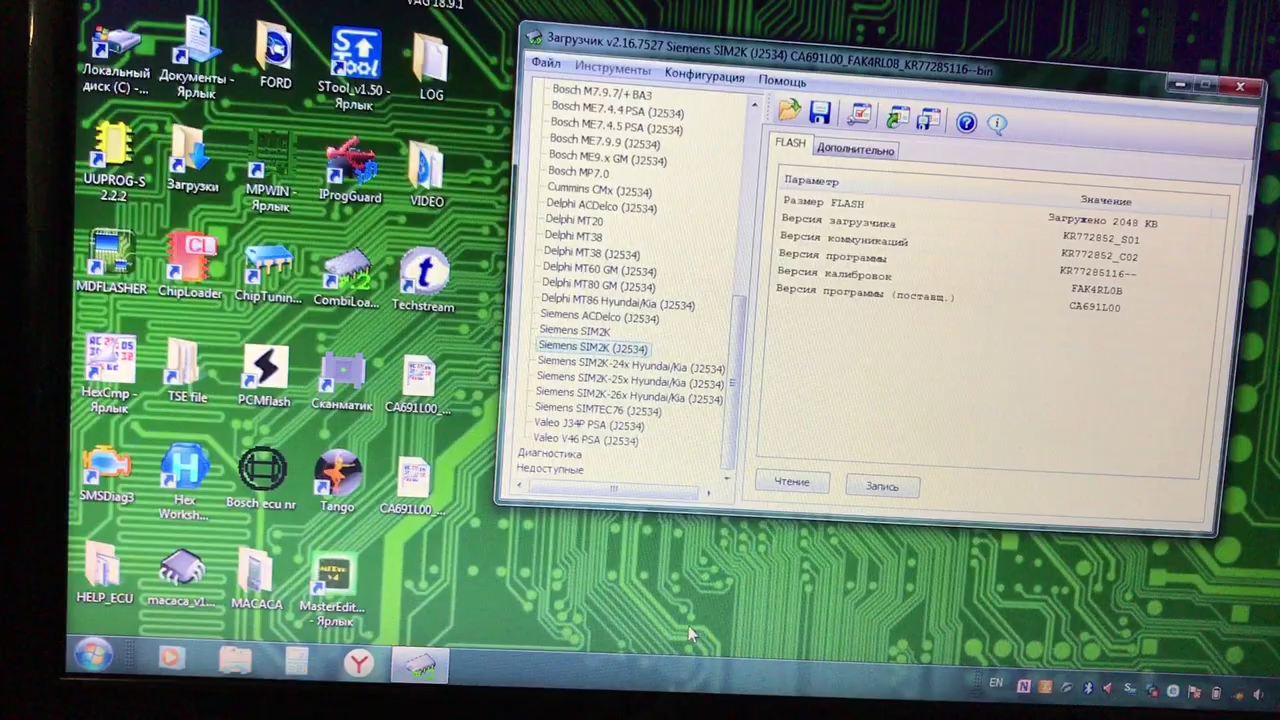 VAG 18.9.1
Локальный
диск (C) -...
Документы -
Ярлык
FORD
STool_v1.50 -
Ярлык
LOG
UUPROG-S
2.2.2
Загрузки
MPWIN -
Ярлык
IProgGuard
VIDEO
MDFLASHER
ChipLoader
ChipTunin...
CombiLoa...
Techstream
HexCmp -
Ярлык
TSE file
PCMflash
Сканматик
CA691L00_...
SMSDiag3
Hex
Worksh...
Bosch ecu nr
Tango
CA691L00_...
HELP_ECU
macaca_v1...
MACACA
MasterEdit...
- Ярлык
Загрузчик v2.16.7527 Siemens SIM2K (J2534) CA691L00_FAK4RL08_KR77285116--bin
Файл Инструменты Конфигурация Помощь
Bosch M7.9.7/+ ВАЗ
Bosch ME7.4.4 PSA (J2534)
Bosch ME7.4.5 PSA (J2534)
Bosch ME7.9.9 (J2534)
Bosch ME9.x GM (J2534)
Bosch MP7.0
Cummins CMx (J2534)
Delphi ACDelco (J2534)
Delphi MT20
Delphi MT38
Delphi MT38 (J2534)
Delphi MT60 GM (J2534)
Delphi MT80 GM (J2534)
Delphi MT86 Hyundai/Kia (J2534)
Siemens ACDelco (J2534)
Siemens SIM2K
Siemens SIM2K (J2534)
Siemens SIM2K-24x Hyundai/Kia (J2534)
Siemens SIM2K-25x Hyundai/Kia (J2534)
Siemens SIM2K-26x Hyundai/Kia (J2534)
Siemens SIMTEC76 (J2534)
Valeo J34P PSA (J2534)
Valeo V46 PSA (J2534)
Диагностика
Недоступные
FLASH Дополнительно
Параметр Значение
Размер FLASH Загружено 2048 KB
Версия загрузчика KR772852_S01
Версия коммуникаций KR772852_C02
Версия программы KR77285116--
Версия калибровок FAK4RL0B
Версия программы (поставщ.) CA691L00
Чтение Запись
EN